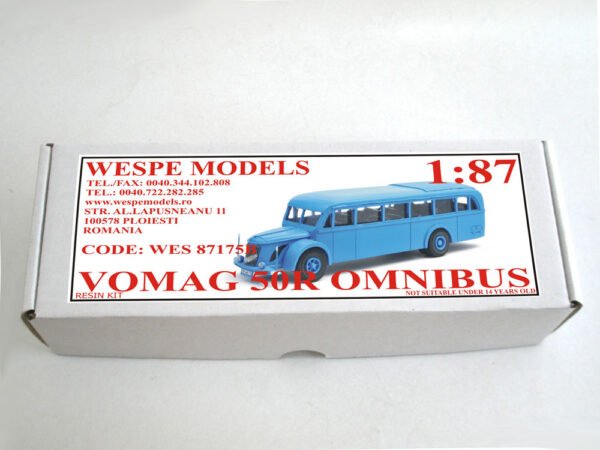 WESPE MODELS
1:87
TEL./FAX: 0040.344.102.808
TEL.: 0040.722.282.285
www.wespemodels.ro
STR. AL.LAPUSNEANU 11
100578 PLOIESTI
ROMANIA
CODE: WES 87175B
VOMAG 50R OMNIBUS
RESIN KIT
NOT SUITABLE UNDER 14 YEARS OLD